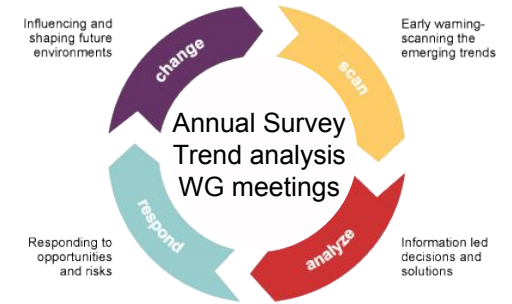 Influencing and
shaping future
environments
change
Early warning-
scanning the
emerging trends
scan
Annual Survey
Trend analysis
WG meetings
Responding to
opportunities
and risks
respond
analyze
Information led
decisions and
solutions